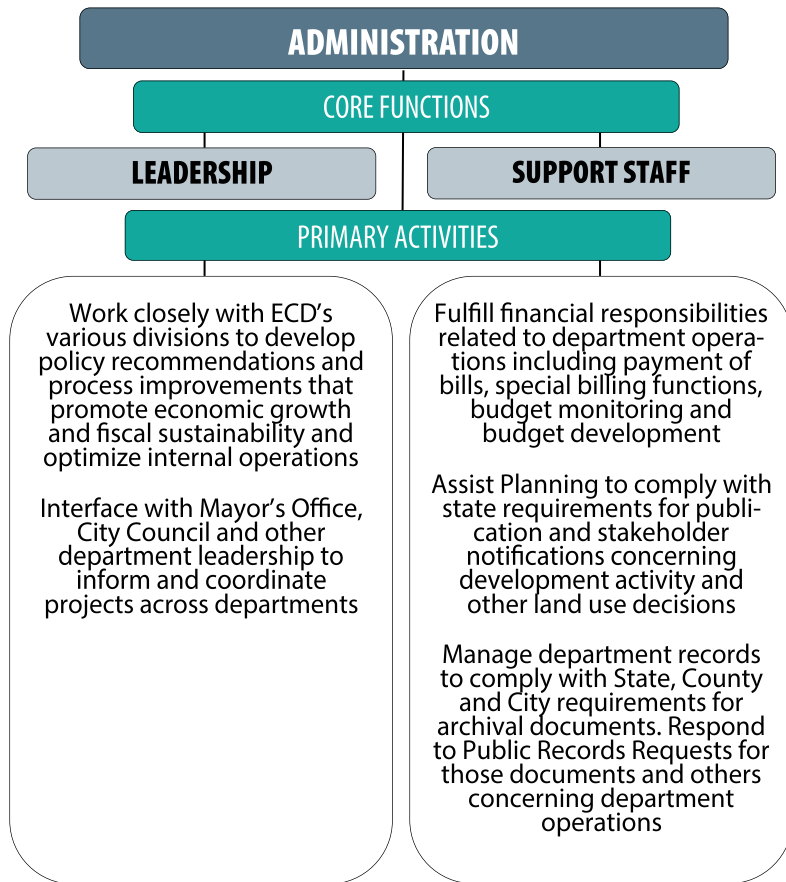 ADMINISTRATION
CORE FUNCTIONS
LEADERSHIP
SUPPORT STAFF
PRIMARY ACTIVITIES
Work closely with ECD’s
various divisions to develop
policy recommendations and
process improvements that
promote economic growth
and fiscal sustainability and
optimize internal operations
Interface with Mayor’s Office,
City Council and other
department leadership to
inform and coordinate
projects across departments
Fulfill financial responsibilities
related to department opera-
tions including payment of
bills, special billing functions,
budget monitoring and
budget development
Assist Planning to comply with
state requirements for publi-
cation and stakeholder
notifications concerning
development activity and
other land use decisions
Manage department records
to comply with State, County
and City requirements for
archival documents. Respond
to Public Records Requests for
those documents and others
concerning department
operations